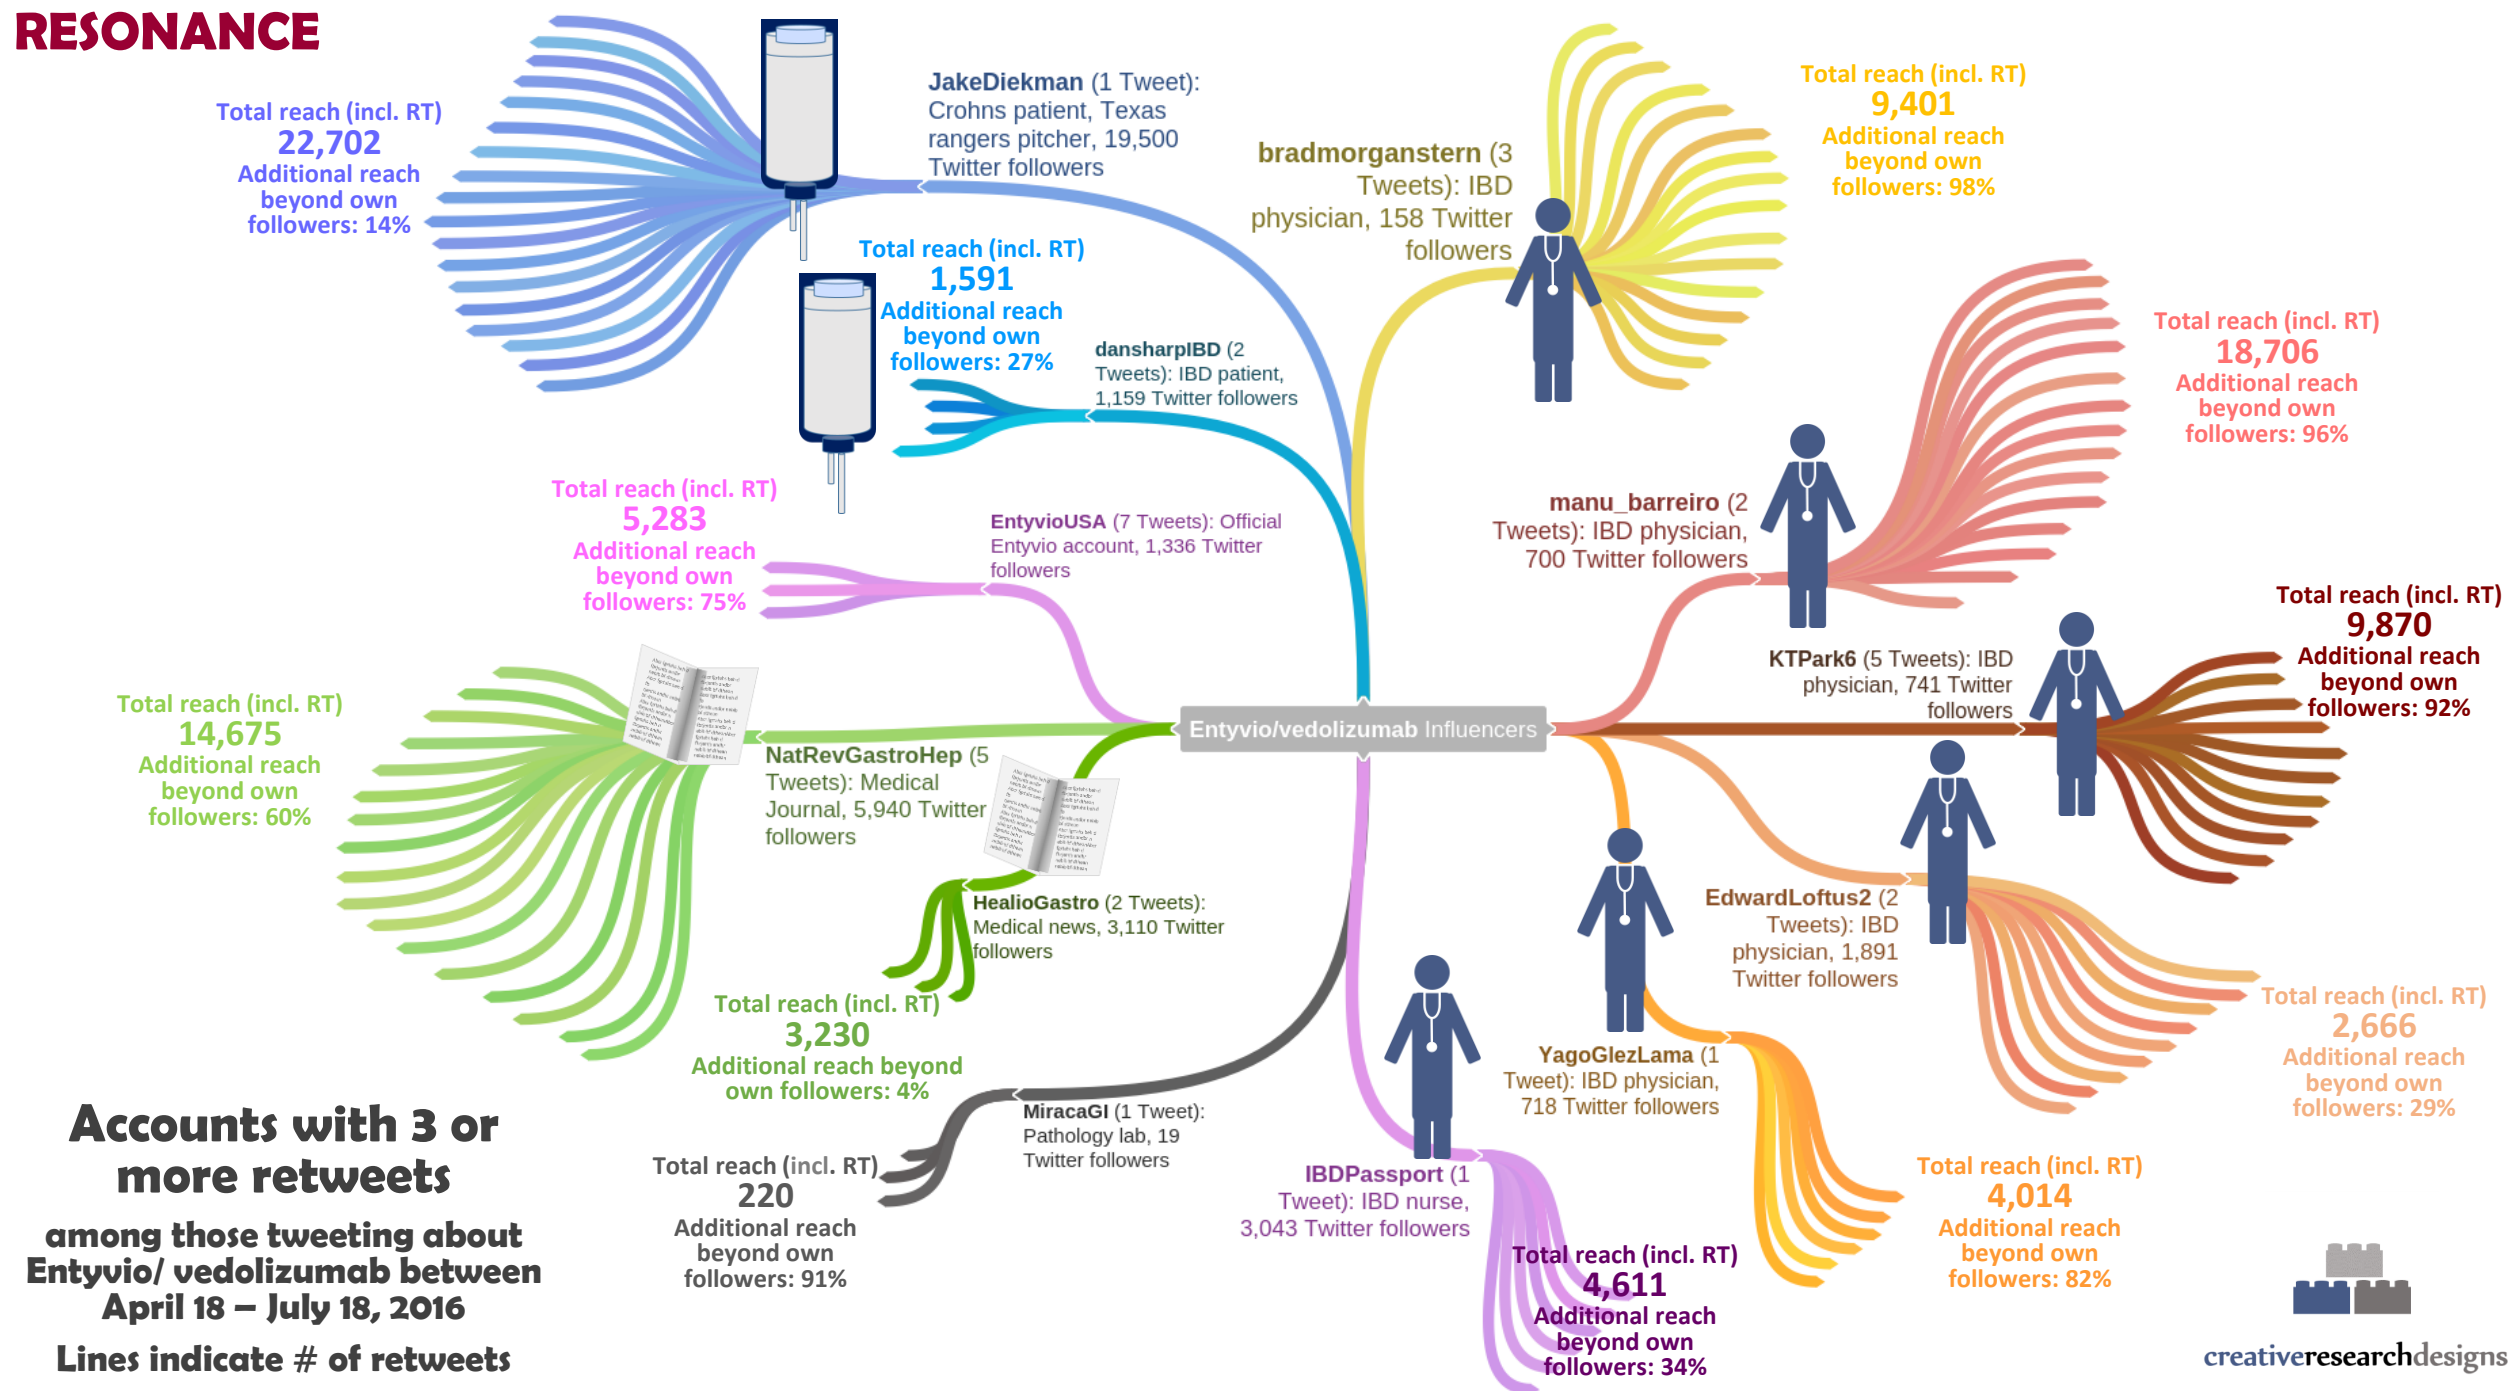 RESONANCE
Total reach (incl. RT)
22,702
Additional reach
beyond own
followers: 14%
JakeDiekman (1 Tweet):
Crohns patient, Texas
rangers pitcher, 19,500
Twitter followers
Total reach (incl. RT)
1,591
Additional reach
beyond own
followers: 27%
dansharpIBD (2
Tweets): IBD patient,
1,159 Twitter followers
Total reach (incl. RT)
5,283
Additional reach
beyond own
followers: 75%
EntyvioUSA (7 Tweets): Official
Entyvio account, 1,336 Twitter
followers
Total reach (incl. RT)
14,675
Additional reach
beyond own
followers: 60%
NatRevGastroHep (5
Tweets): Medical
Journal, 5,940 Twitter
followers
HealioGastro (2 Tweets):
Medical news, 3,110 Twitter
followers
Total reach (incl. RT)
3,230
Additional reach beyond
own followers: 4%
MiracaGI (1 Tweet):
Pathology lab, 19
Twitter followers
Total reach (incl. RT)
220
Additional reach
beyond own
followers: 91%
Entyvio/vedolizumab Influencers
bradmorganstern (3
Tweets): IBD
physician, 158 Twitter
followers
Total reach (incl. RT)
9,401
Additional reach
beyond own
followers: 98%
manu_barreiro (2
Tweets): IBD physician,
700 Twitter followers
Total reach (incl. RT)
18,706
Additional reach
beyond own
followers: 96%
KTPark6 (5 Tweets): IBD
physician, 741 Twitter
followers
Total reach (incl. RT)
9,870
Additional reach
beyond own
followers: 92%
EdwardLoftus2 (2
Tweets): IBD
physician, 1,891
Twitter followers
Total reach (incl. RT)
2,666
Additional reach
beyond own
followers: 29%
YagoGlezLama (1
Tweet): IBD physician,
718 Twitter followers
Total reach (incl. RT)
4,014
Additional reach
beyond own
followers: 82%
IBDPassport (1
Tweet): IBD nurse,
3,043 Twitter followers
Total reach (incl. RT)
4,611
Additional reach
beyond own
followers: 34%
Accounts with 3 or
more retweets
among those tweeting about
Entyvio/ vedolizumab between
April 18 – July 18, 2016
Lines indicate # of retweets
creativeresearchdesigns